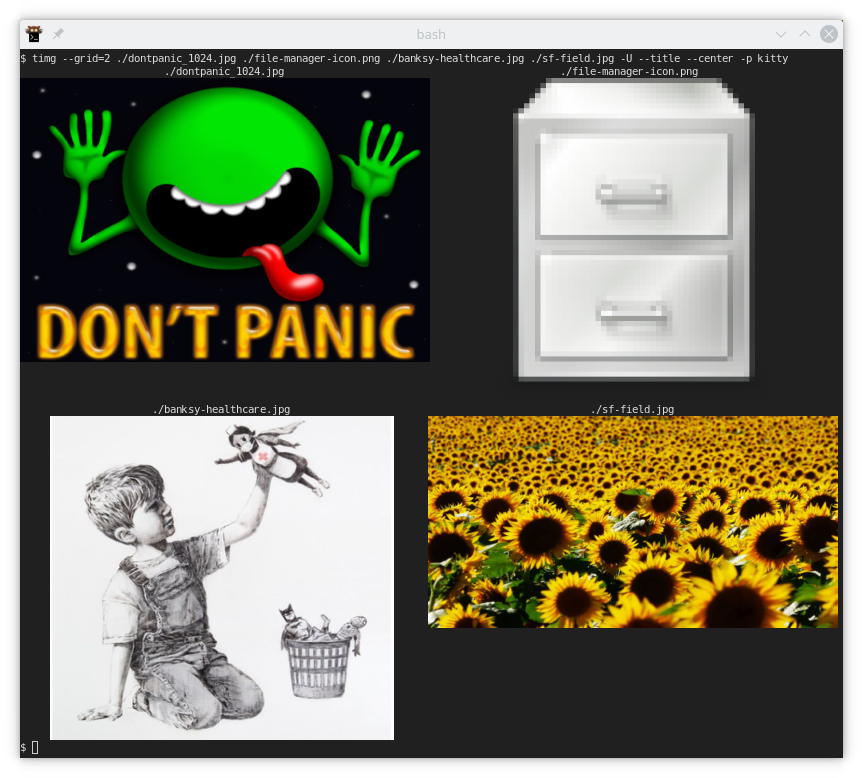 bash
$ timg --grid=2 ./dontpanic_1024.jpg ./file-manager-icon.png ./banksy-healthcare.jpg ./sf-field.jpg -U --title --center -p kitty
./dontpanic_1024.jpg ./file-manager-icon.png
DON'T PANIC
./banksy-healthcare.jpg ./sf-field.jpg
$